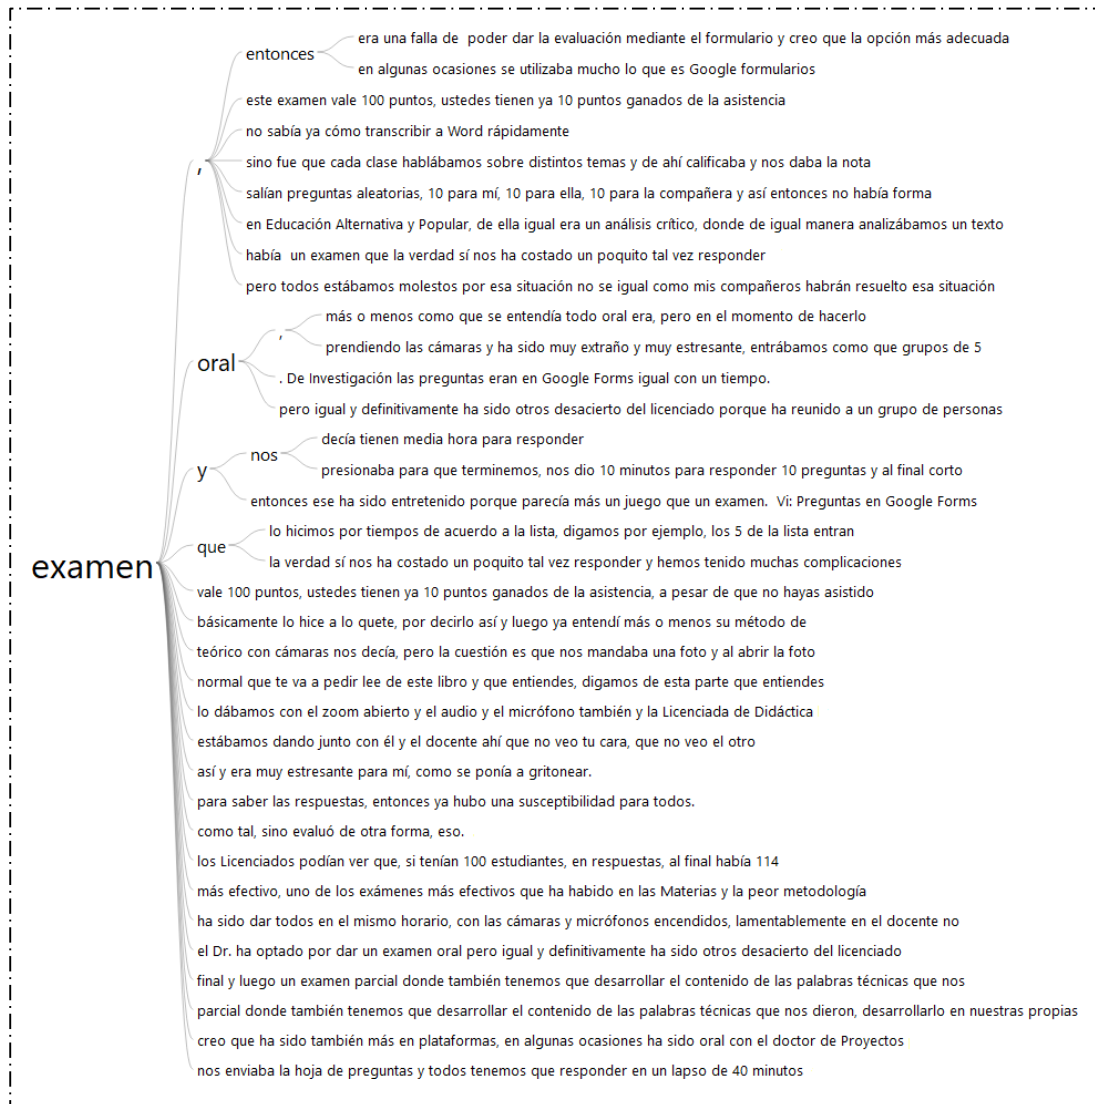 entonces
era una falla de  poder dar la evaluación mediante el formulario y creo que la opción más adecuada
en algunas ocasiones se utilizaba mucho lo que es Google formularios
,
este examen vale 100 puntos, ustedes tienen ya 10 puntos ganados de la asistencia
no sabía ya cómo transcribir a Word rápidamente
sino fue que cada clase hablábamos sobre distintos temas y de ahí calificaba y nos daba la nota
salían preguntas aleatorias, 10 para mí, 10 para ella, 10 para la compañera y así entonces no había forma
en Educación Alternativa y Popular, de ella igual era un análisis crítico, donde de igual manera analizábamos un texto
había  un examen que la verdad sí nos ha costado un poquito tal vez responder
pero todos estábamos molestos por esa situación no se igual como mis compañeros habrán resuelto esa situación
oral
,
más o menos como que se entendía todo oral era, pero en el momento de hacerlo
prendiendo las cámaras y ha sido muy extraño y muy estresante, entrábamos como que grupos de 5
. De Investigación las preguntas eran en Google Forms igual con un tiempo.
pero igual y definitivamente ha sido otros desacierto del licenciado porque ha reunido a un grupo de personas
y
nos
decía tienen media hora para responder
presionaba para que terminemos, nos dio 10 minutos para responder 10 preguntas y al final corto
entonces ese ha sido entretenido porque parecía más un juego que un examen.  Vi: Preguntas en Google Forms
que
lo hicimos por tiempos de acuerdo a la lista, digamos por ejemplo, los 5 de la lista entran
la verdad sí nos ha costado un poquito tal vez responder y hemos tenido muchas complicaciones
examen
vale 100 puntos, ustedes tienen ya 10 puntos ganados de la asistencia, a pesar de que no hayas asistido
básicamente lo hice a lo quete, por decirlo así y luego ya entendí más o menos su método de
teórico con cámaras nos decía, pero la cuestión es que nos mandaba una foto y al abrir la foto
normal que te va a pedir lee de este libro y que entiendes, digamos de esta parte que entiendes
lo dábamos con el zoom abierto y el audio y el micrófono también y la Licenciada de Didáctica
estábamos dando junto con él y el docente ahí que no veo tu cara, que no veo el otro
así y era muy estresante para mí, como se ponía a gritonear.
para saber las respuestas, entonces ya hubo una susceptibilidad para todos.
como tal, sino evaluó de otra forma, eso.
los Licenciados podían ver que, si tenían 100 estudiantes, en respuestas, al final había 114
más efectivo, uno de los exámenes más efectivos que ha habido en las Materias y la peor metodología
ha sido dar todos en el mismo horario, con las cámaras y micrófonos encendidos, lamentablemente en el docente no
el Dr. ha optado por dar un examen oral pero igual y definitivamente ha sido otros desacierto del licenciado
final y luego un examen parcial donde también tenemos que desarrollar el contenido de las palabras técnicas que nos
parcial donde también tenemos que desarrollar el contenido de las palabras técnicas que nos dieron, desarrollarlo en nuestras propias
creo que ha sido también más en plataformas, en algunas ocasiones ha sido oral con el doctor de Proyectos
nos enviaba la hoja de preguntas y todos tenemos que responder en un lapso de 40 minutos